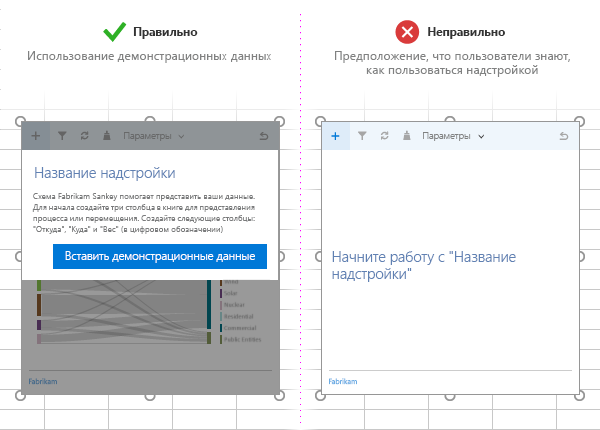 Правильно
Использование демонстрационных данных
Параметры
Название надстройки
Схема Fabrikam Sankey помогает представить ваши данные.
Для начала создайте три столбца в книге для представления
процесса или перемещения. Создайте следующие столбцы:
"Откуда", "Куда" и "Вес" (в цифровом обозначении)
Вставить демонстрационные данные
Solar
Nuclear
Residential
Commercial
Public Entities
Fabrikam
Неправильно
Предположение, что пользователи знают,
как пользоваться надстройкой
Параметры
Начните работу с "Название
надстройки"
Fabrikam